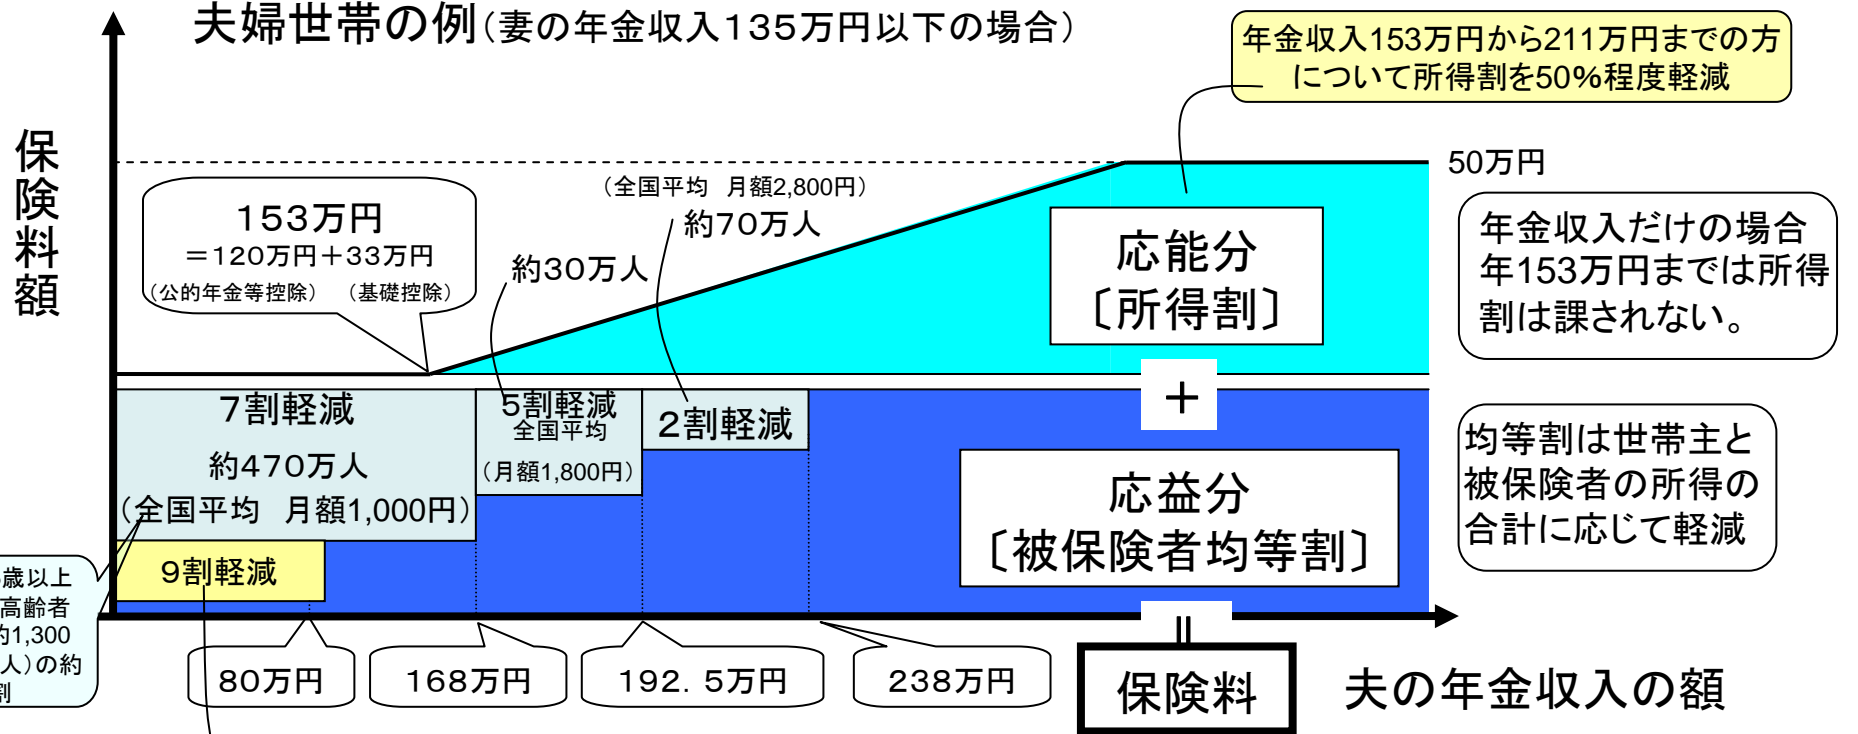 夫婦世帯の例（妻の年金収入135万円以下の場合）
年金収入153万円から211万円までの方
について所得割を50%程度軽減
保険料額
50万円
（全国平均 月額2,800円）
約70万人
約30万人
153万円
＝120万円＋33万円
（公的年金等控除） （基礎控除）
応能分
〔所得割〕
年金収入だけの場合
年153万円までは所得
割は課されない。
＋
7割軽減
約470万人
（全国平均 月額1,000円）
5割軽減
全国平均
（月額1,800円）
2割軽減
応益分
〔被保険者均等割〕
均等割は世帯主と
被保険者の所得の
合計に応じて軽減
9割軽減
歳以上
高齢者
1,300
人）の約
割
80万円
168万円
192．5万円
238万円
＝
保険料
夫の年金収入の額